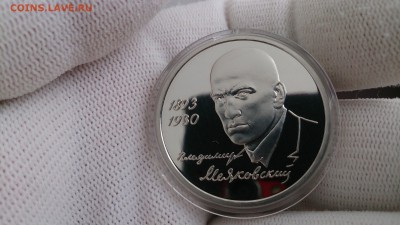 COINS.LAVE.RU
1893
1930
Владимир
Маяковский